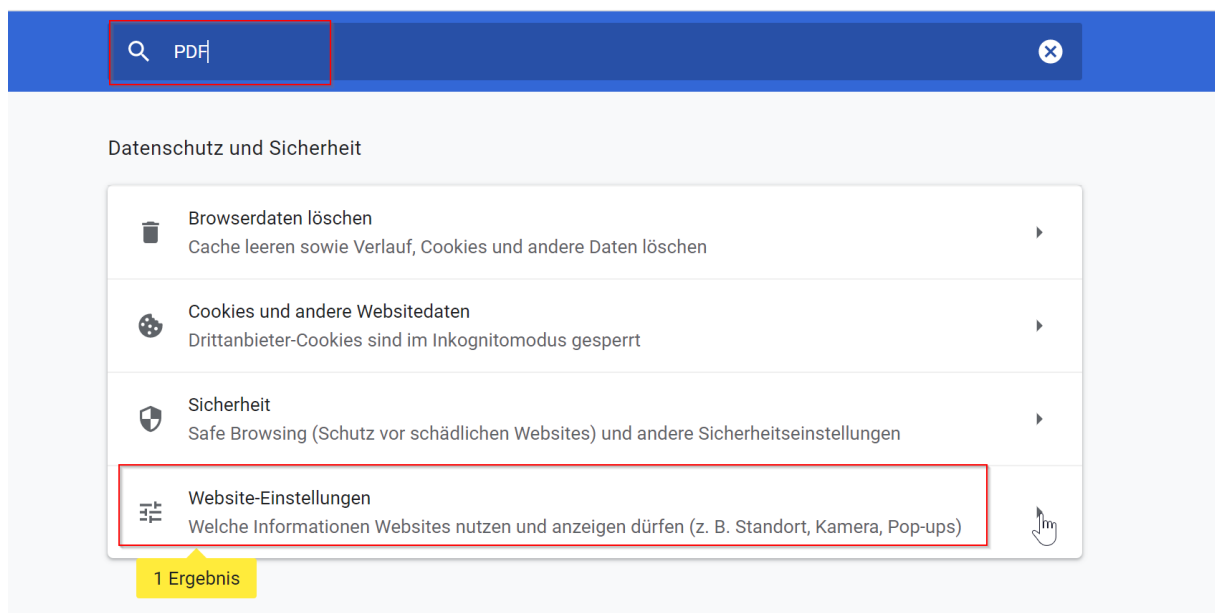 PDF
Datenschutz und Sicherheit
Browserdaten löschen
Cache leeren sowie Verlauf, Cookies und andere Daten löschen
Cookies und andere Websitedaten
Drittanbieter-Cookies sind im Inkognitomodus gesperrt
Sicherheit
Safe Browsing (Schutz vor schädlichen Websites) und andere Sicherheitseinstellungen
Website-Einstellungen
Welche Informationen Websites nutzen und anzeigen dürfen (z. B. Standort, Kamera, Pop-ups)
1 Ergebnis